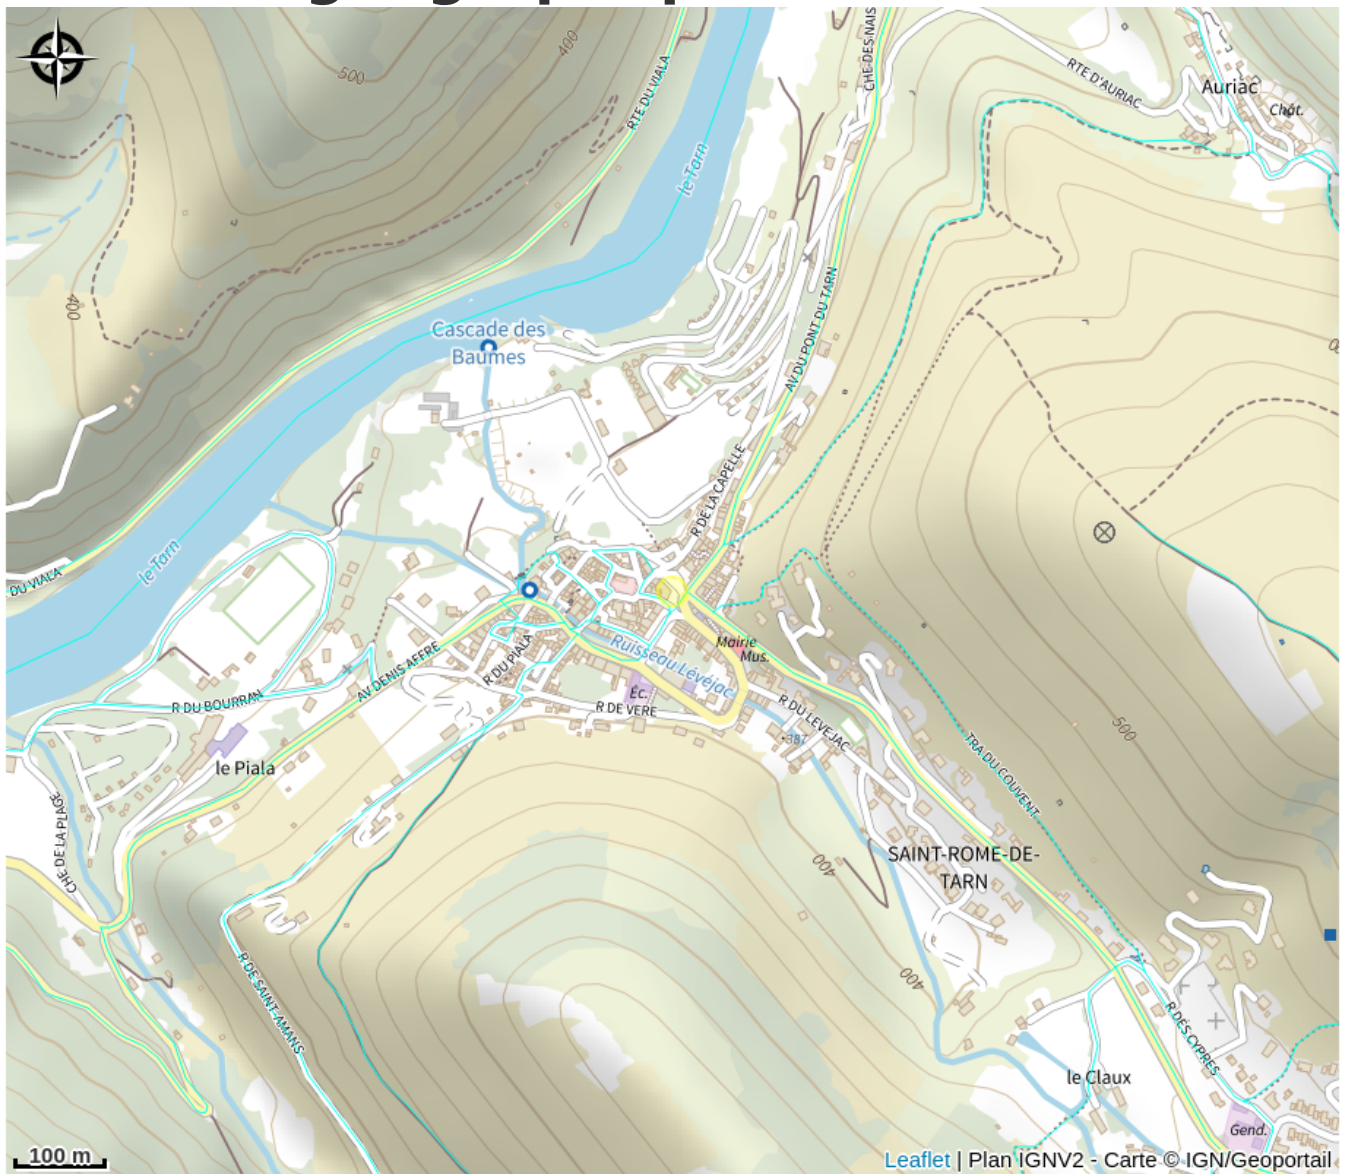 400
500
RTE DU VIALA
CHE DES NAIS
RTE D'AURIAC
Auriac
Chât.
le Tarn
400
Cascade des
Baumes
AV DU PONT DU TARN
R DE LA CAPELLE
le Tarn
DU VIALA
Mairie
Mus.
Ruisseau Lévéjac
R DU PIALA
AV DENIS AFFRE
Éc.
R DE VERE
R DU BOURRAN
R DU LEVEJAC
387
500
TRA DU COUVENT
le Piala
CHE DE LA PLAGE
SAINT-ROME-DE-
TARN
400
400
R DE SAINT-AMANS
R DES CYPRES
le Claux
Gend.
100 m
Leaflet | Plan IGNV2 - Carte © IGN/Geoportail